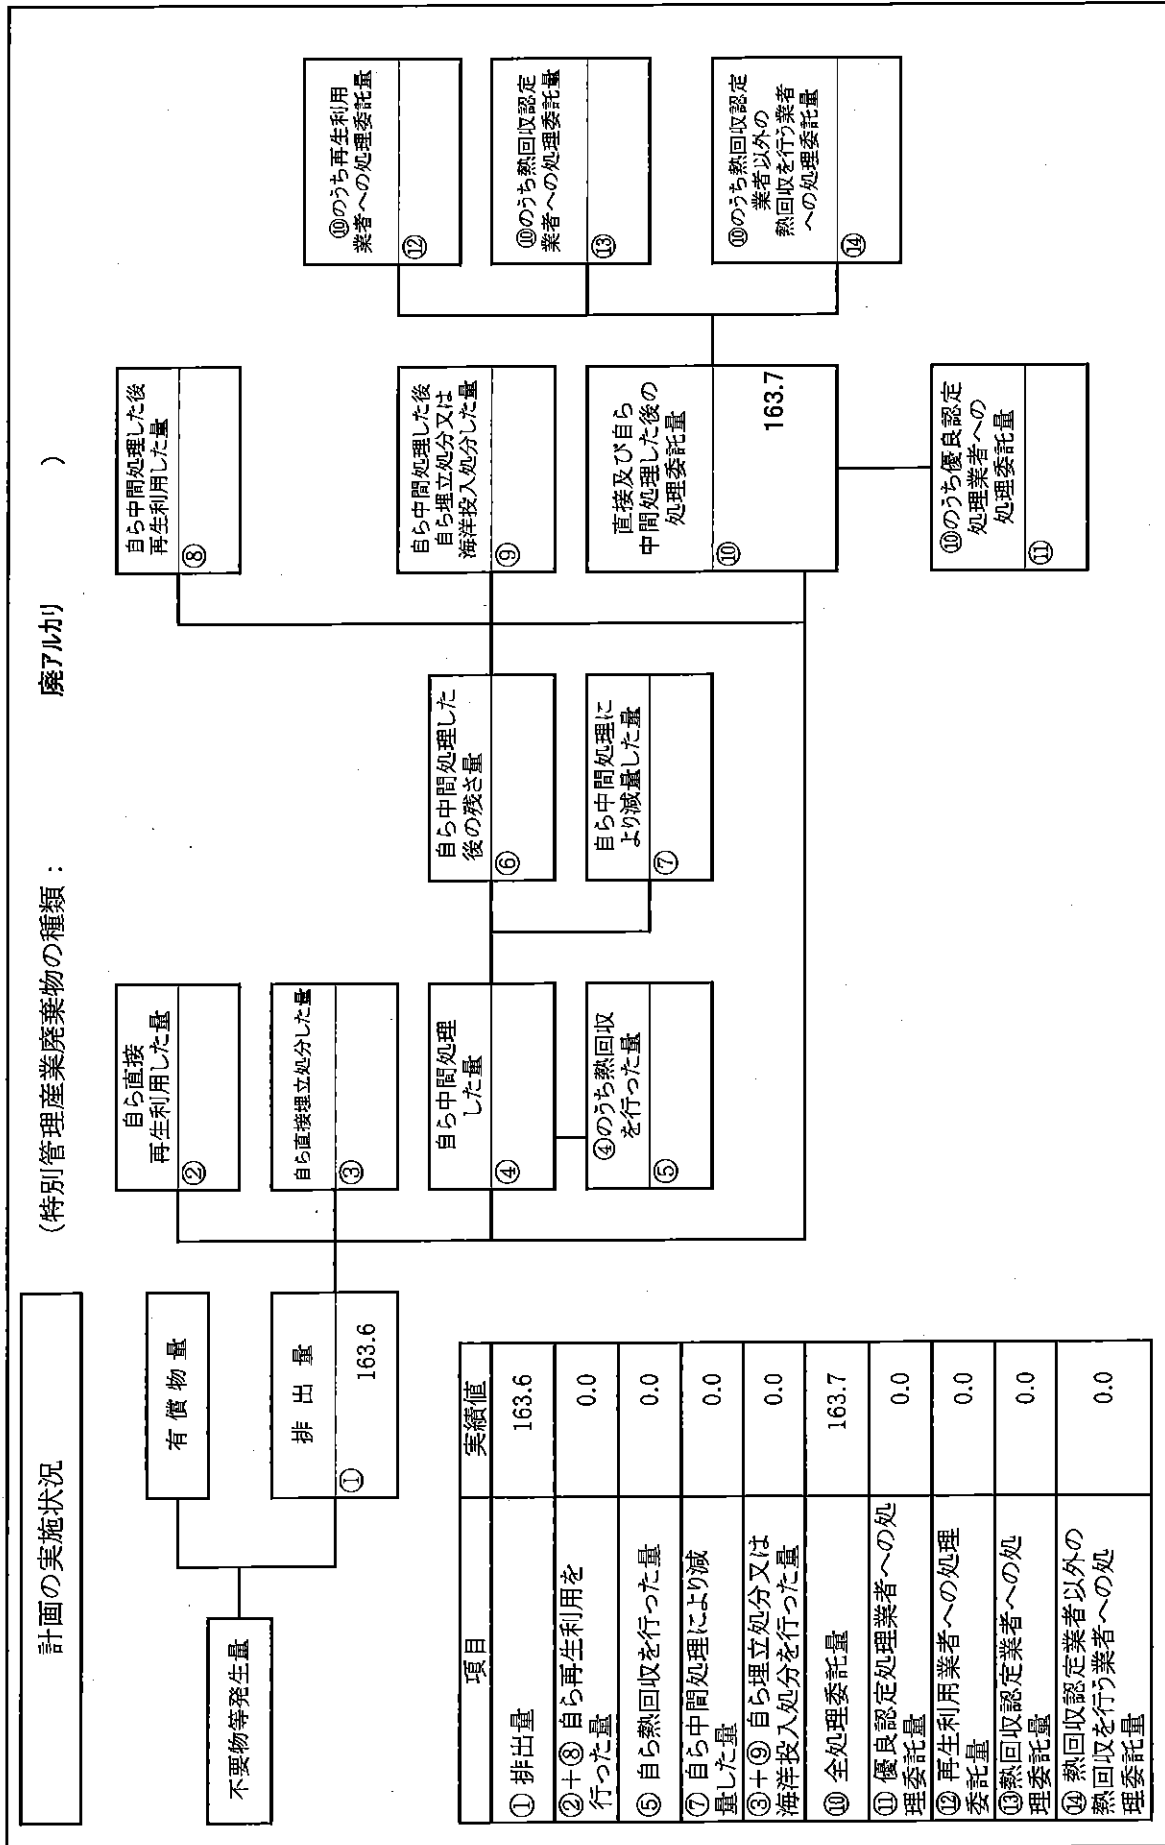 計画の実施状況
(特別管理産業廃棄物の種類： 廃アルカリ )
不要物等発生量
有 償 物 量
排 出 量
①
163.6
自ら直接
再生利用した量
②
自ら直接埋立処分した量
③
自ら中間処理
した量
④
④のうち熱回収
を行った量
⑤
自ら中間処理した
後の残さ量
⑥
自ら中間処理に
より減量した量
⑦
自ら中間処理した後
再生利用した量
⑧
自ら中間処理した後
自ら埋立処分又は
海洋投入処分した量
⑨
直接及び自ら
中間処理した後の
処理委託量
⑩
163.7
⑩のうち優良認定
処理業者への
処理委託量
⑪
⑩のうち再生利用
業者への処理委託量
⑫
⑩のうち熱回収認定
業者への処理委託量
⑬
⑩のうち熱回収認定
業者以外の
熱回収を行う業者
への処理委託量
⑭
項目 実績値
① 排出量 163.6
②+⑧ 自ら再生利用を
行った量 0.0
⑤ 自ら熱回収を行った量 0.0
⑦ 自ら中間処理により減
量した量 0.0
③+⑨ 自ら埋立処分又は
海洋投入処分を行った量 0.0
⑩ 全処理委託量 163.7
⑪ 優良認定処理業者への処
理委託量 0.0
⑫ 再生利用業者への処理
委託量 0.0
⑬熱回収認定業者への処
理委託量 0.0
⑭ 熱回収認定業者以外の
熱回収を行う業者への処
理委託量 0.0